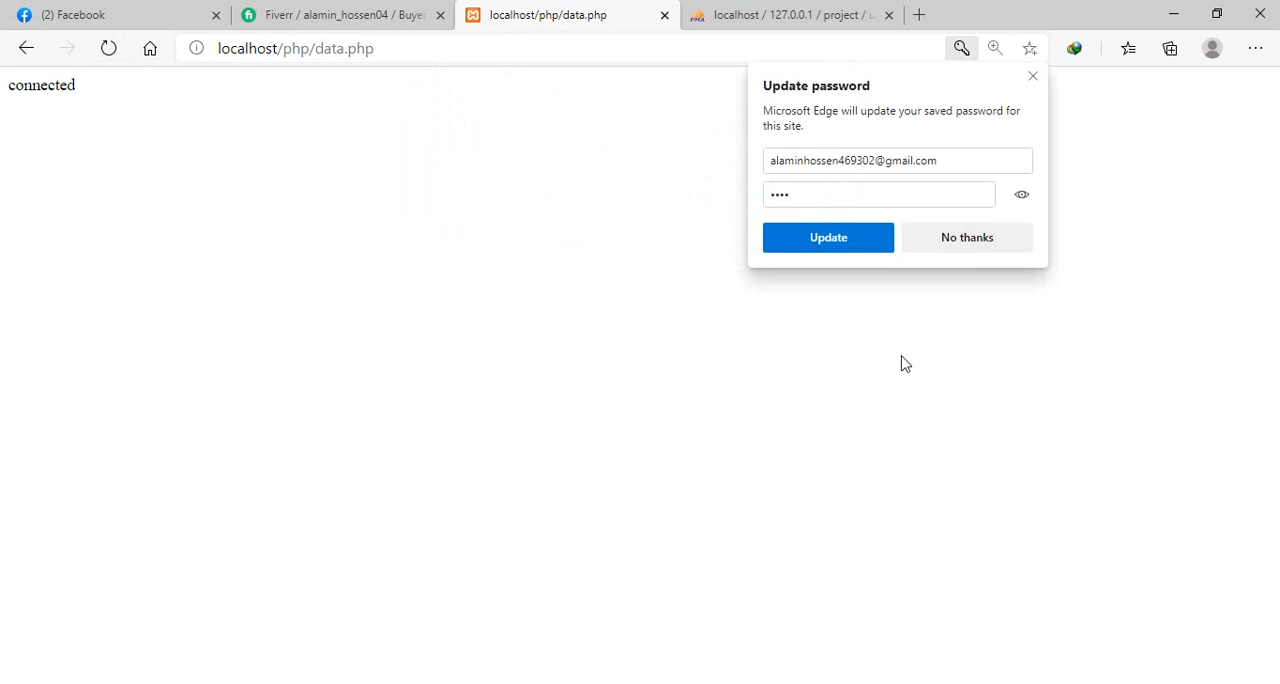 (2) Facebook
Fiverr / alamin_hossen04 / Buyer
localhost/php/data.php
localhost / 127.0.0.1 / project / u
localhost/php/data.php
connected
Update password
Microsoft Edge will update your saved password for
this site.
alaminhossen469302@gmail.com
••••
Update
No thanks